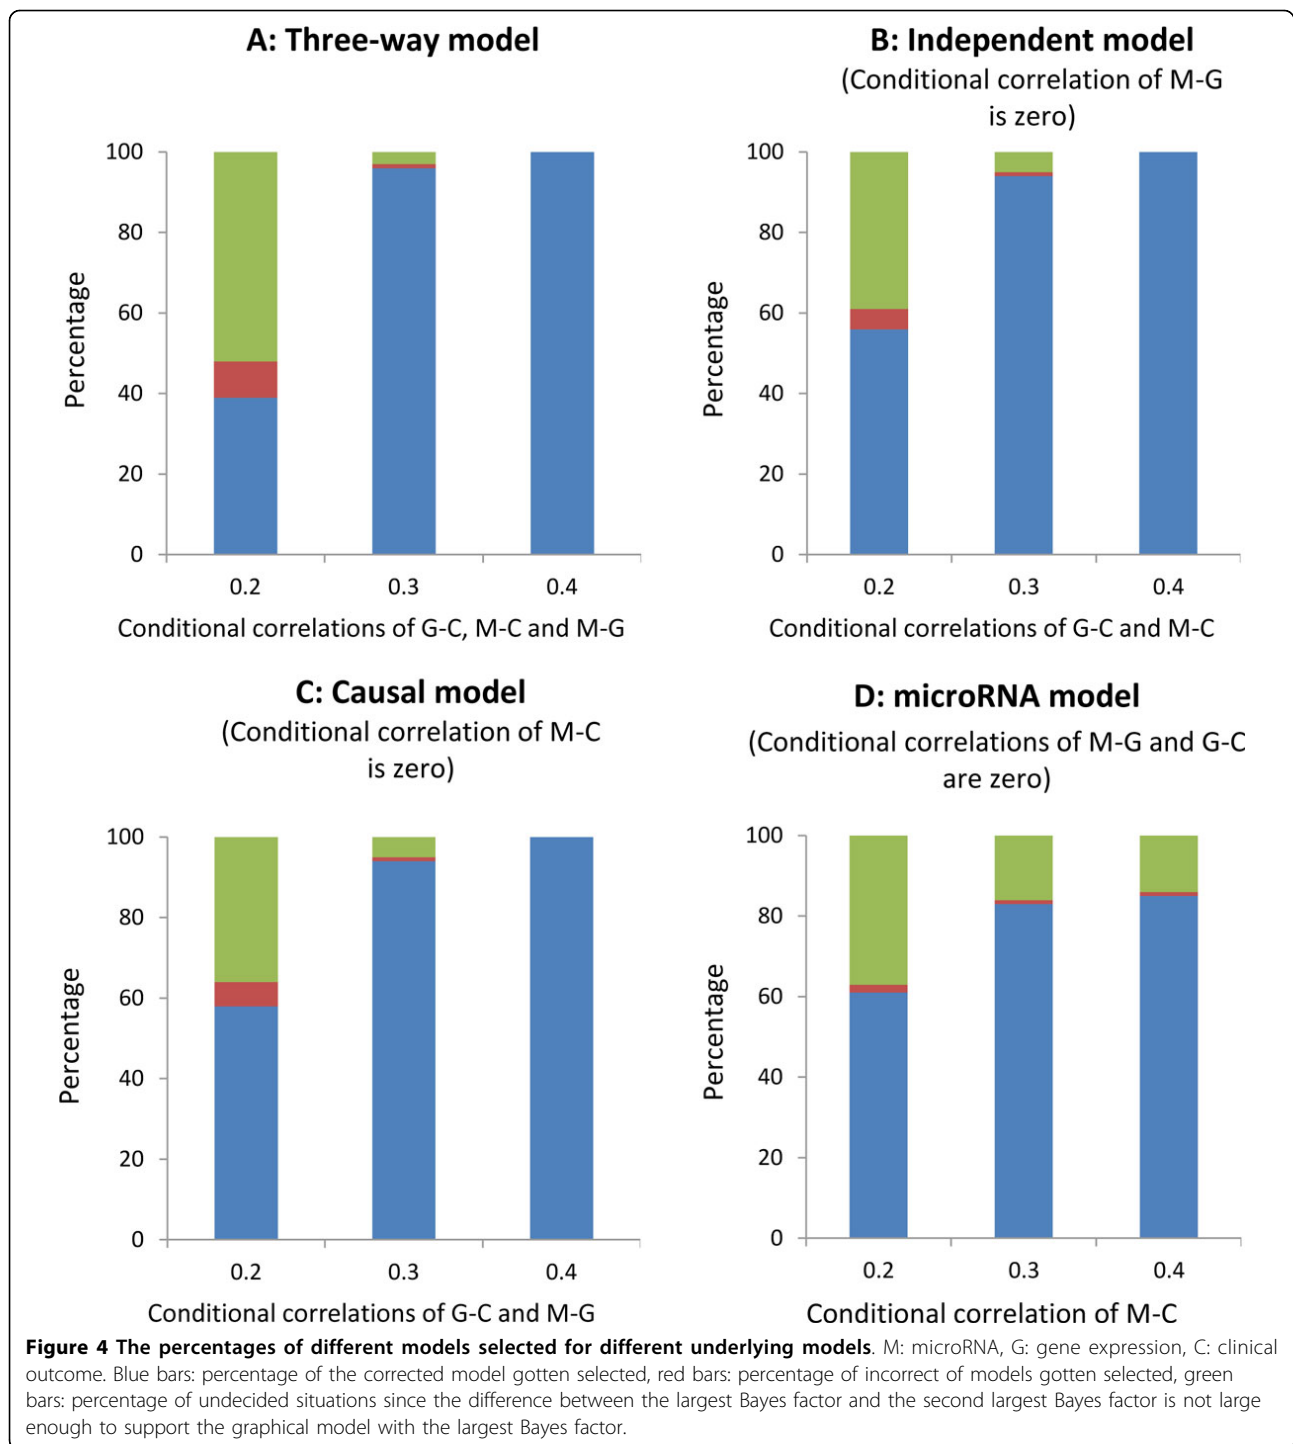 A: Three-way model
100
80
60
40
20
0
Percentage
0.2 0.3 0.4
Conditional correlations of G-C, M-C and M-G
B: Independent model
(Conditional correlation of M-G
is zero)
100
80
60
40
20
0
Percentage
0.2 0.3 0.4
Conditional correlations of G-C and M-C
C: Causal model
(Conditional correlation of M-C
is zero)
100
80
60
40
20
0
Percentage
0.2 0.3 0.4
Conditional correlations of G-C and M-G
D: microRNA model
(Conditional correlations of M-G and G-C
are zero)
100
80
60
40
20
0
Percentage
0.2 0.3 0.4
Conditional correlation of M-C
Figure 4 The percentages of different models selected for different underlying models. M: microRNA, G: gene expression, C: clinical
outcome. Blue bars: percentage of the corrected model gotten selected, red bars: percentage of incorrect of models gotten selected, green
bars: percentage of undecided situations since the difference between the largest Bayes factor and the second largest Bayes factor is not large
enough to support the graphical model with the largest Bayes factor.